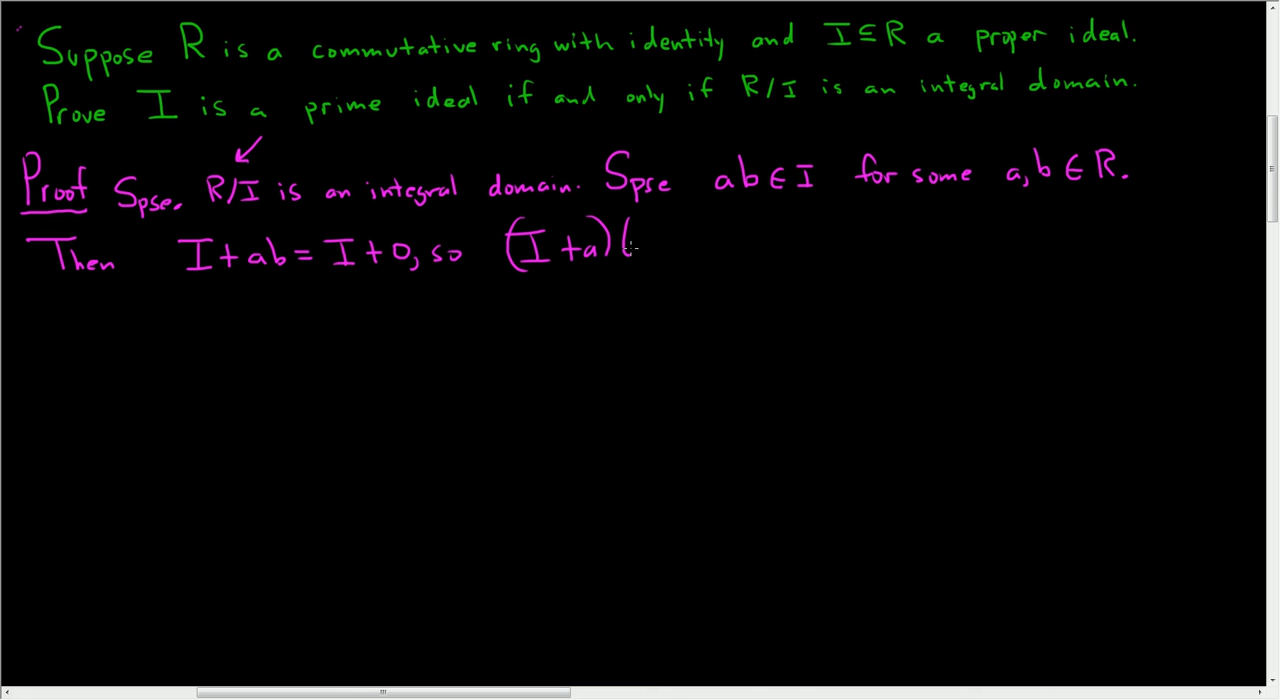 Suppose R is a commutative ring with identity and I ⊆ R a proper ideal.
Prove I is a prime ideal if and only if R/I is an integral domain.
Proof Spse. R/I is an integral domain. Spse ab ∈ I for some a, b ∈ R.
Then I + ab = I + 0, so (I + a)(